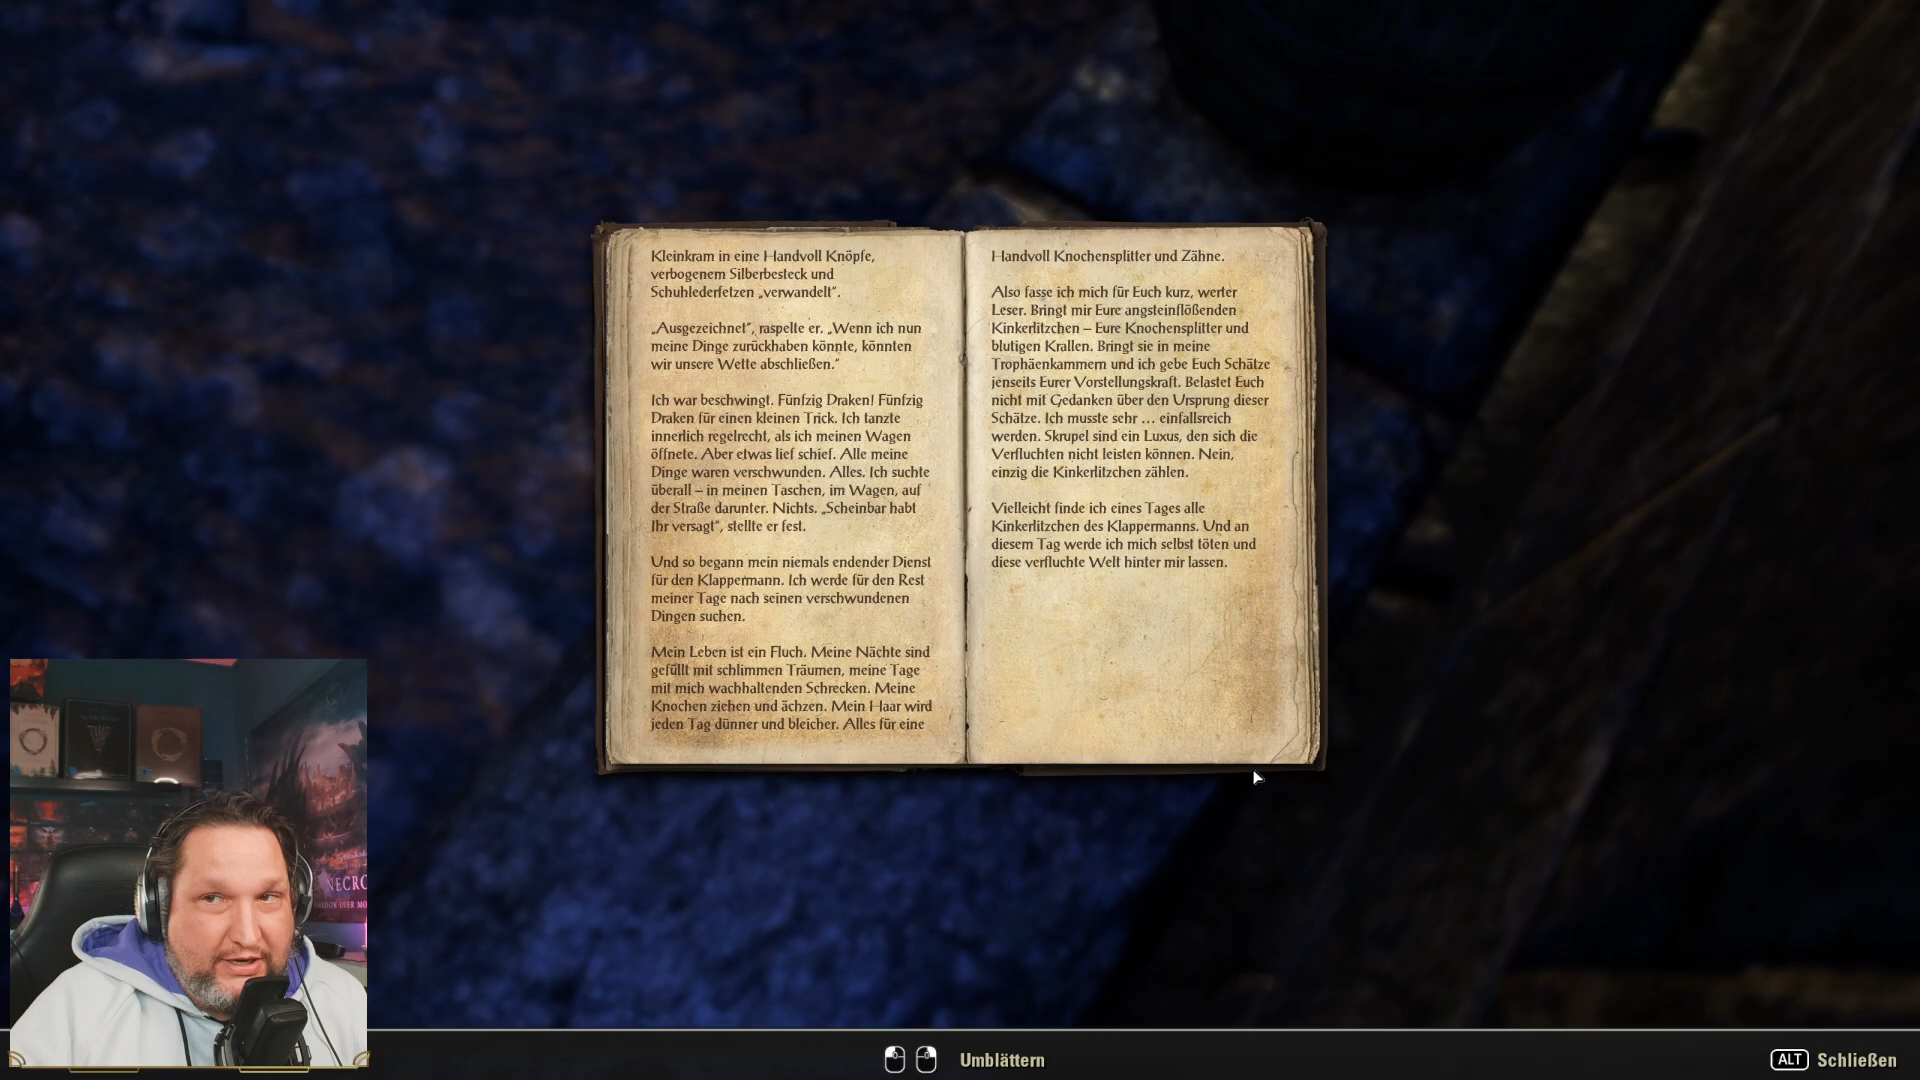 Kleinkram in eine Handvoll Knöpfe,
verbogenem Silberbesteck und
Schuhlederfetzen „verwandelt“.
„Ausgezeichnet“, raspelte er. „Wenn ich nun
meine Dinge zurückhaben könnte, könnten
wir unsere Wette abschließen.“
Ich war beschwingt. Fünfzig Draken! Fünfzig
Draken für einen kleinen Trick. Ich tanzte
innerlich regelrecht, als ich meinen Wagen
öffnete. Aber etwas lief schief. Alle meine
Dinge waren verschwunden. Alles. Ich suchte
überall – in meinen Taschen, im Wagen, auf
der Straße darunter. Nichts. „Scheinbar habt
Ihr versagt“, stellte er fest.
Und so begann mein niemals endender Dienst
für den Klappermann. Ich werde für den Rest
meiner Tage nach seinen verschwundenen
Dingen suchen.
Mein Leben ist ein Fluch. Meine Nächte sind
gefüllt mit schlimmen Träumen, meine Tage
mit mich wachhaltenden Schrecken. Meine
Knochen ziehen und ächzen. Mein Haar wird
jeden Tag dünner und bleicher. Alles für eine
Handvoll Knochensplitter und Zähne.
Also fasse ich mich für Euch kurz, werter
Leser. Bringt mir Eure angsteinflößenden
Kinkerlitzchen – Eure Knochensplitter und
blutigen Krallen. Bringt sie in meine
Trophäenkammern und ich gebe Euch Schätze
jenseits Eurer Vorstellungskraft. Belastet Euch
nicht mit Gedanken über den Ursprung dieser
Schätze. Ich musste sehr … einfallsreich
werden. Skrupel sind ein Luxus, den sich die
Verfluchten nicht leisten können. Nein,
einzig die Kinkerlitzchen zählen.
Vielleicht finde ich eines Tages alle
Kinkerlitzchen des Klappermanns. Und an
diesem Tag werde ich mich selbst töten und
diese verfluchte Welt hinter mir lassen.
NECRO
Umblättern
ALT Schließen